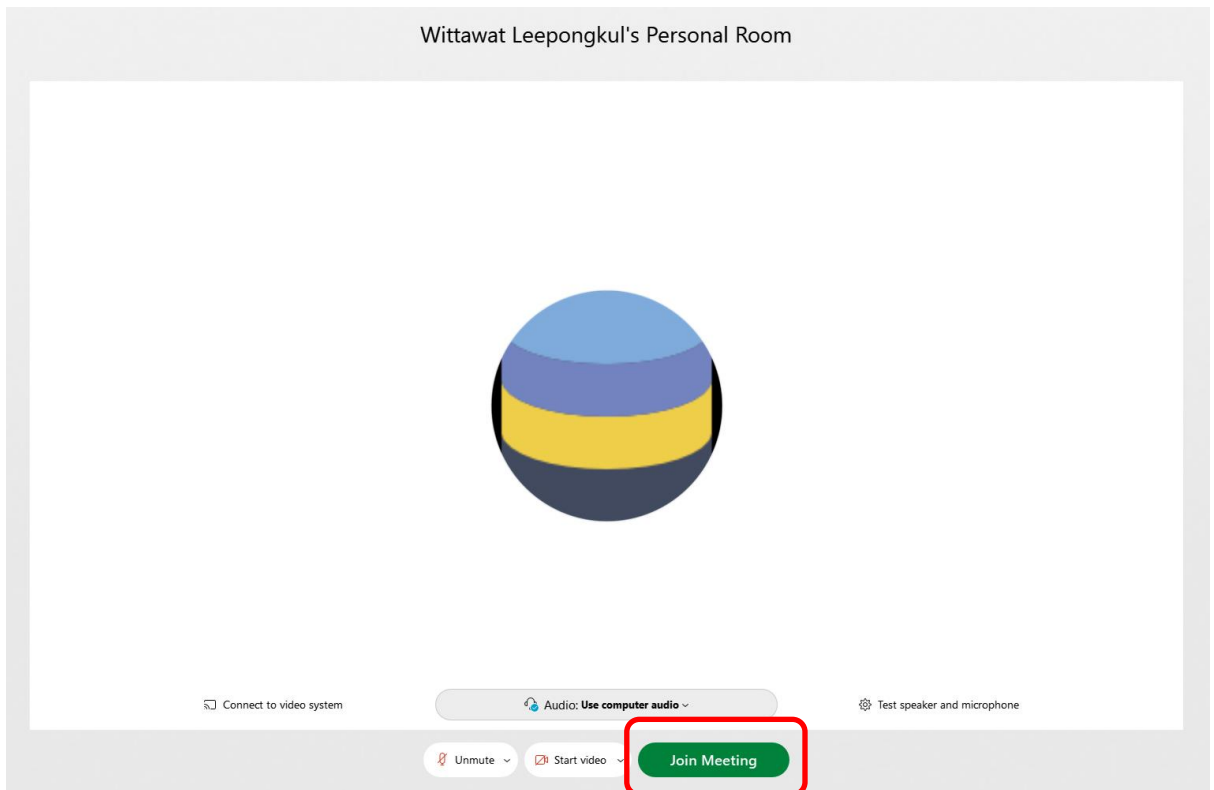 Wittawat Leepongkul's Personal Room
Connect to video system
Audio: Use computer audio
Test speaker and microphone
Unmute
Start video
Join Meeting